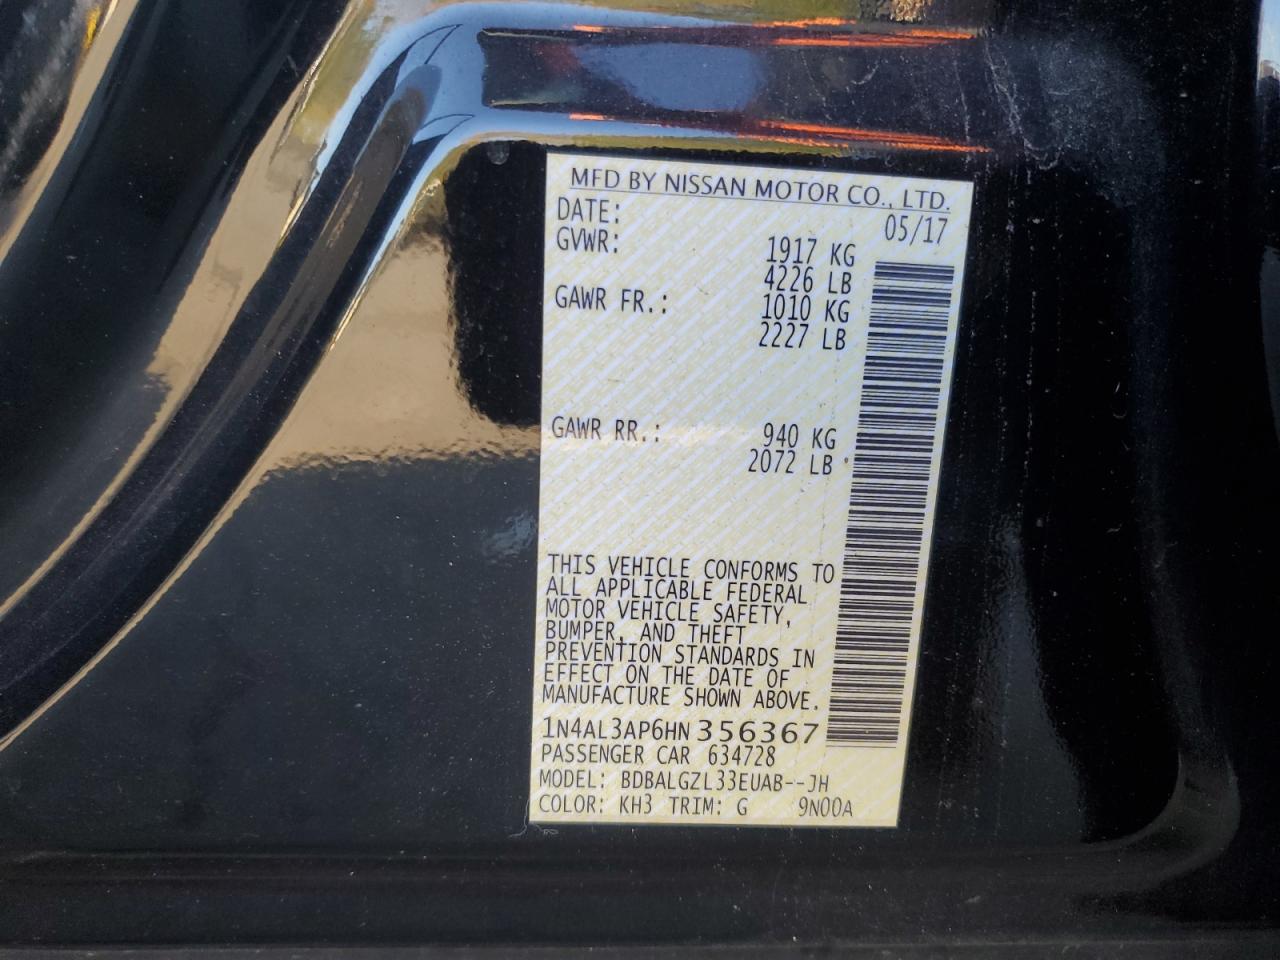 MFD BY NISSAN MOTOR CO., LTD.
DATE: 05/17
GVWR: 1917 KG
4226 LB
GAWR FR.: 1010 KG
2227 LB
GAWR RR.: 940 KG
2072 LB
THIS VEHICLE CONFORMS TO
ALL APPLICABLE FEDERAL
MOTOR VEHICLE SAFETY,
BUMPER, AND THEFT
PREVENTION STANDARDS IN
EFFECT ON THE DATE OF
MANUFACTURE SHOWN ABOVE.
1N4AL3AP6HN356367
PASSENGER CAR 634728
MODEL: BDBALGZL33EUAB--JH
COLOR: KH3 TRIM: G 9N00A